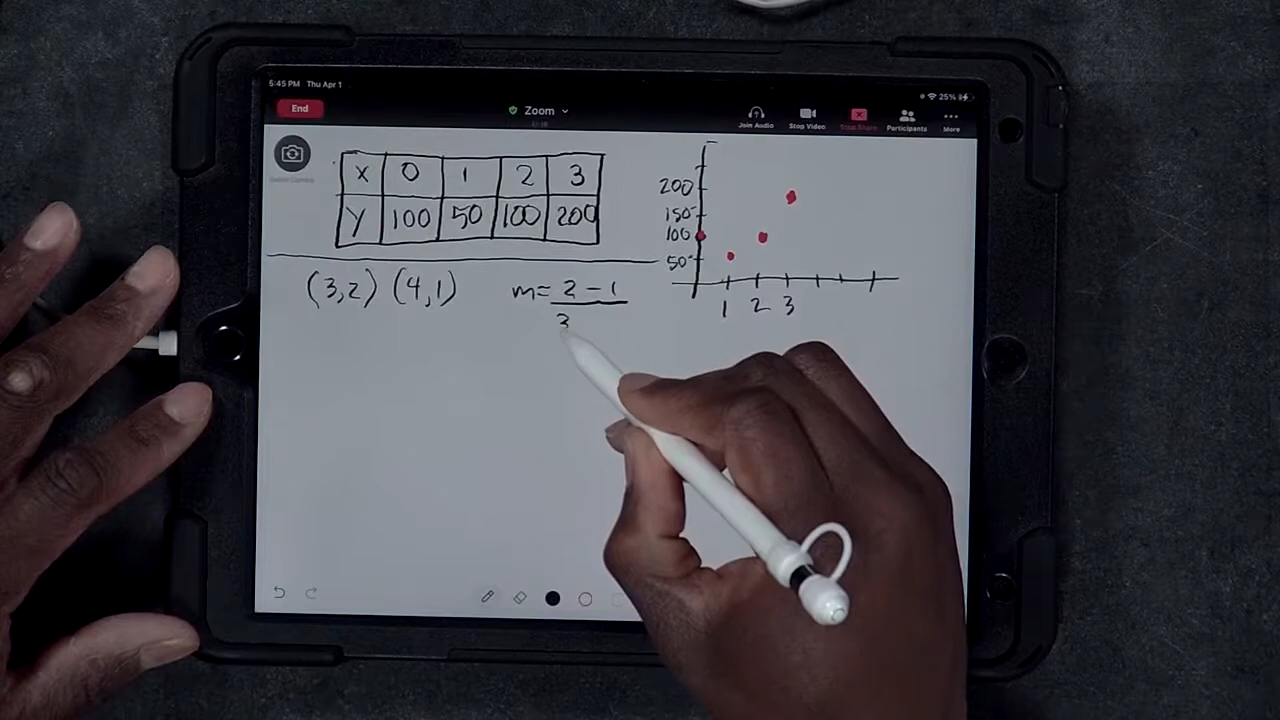 5:45 PM Thu Apr 1
25%
End
Zoom
Join Audio
Stop Video
Stop Share
Participants
More
X 0 1 2 3
Y 100 50 100 200
200
150
100
50
1 2 3
(3,2) (4,1)
m= 2 - 1
3